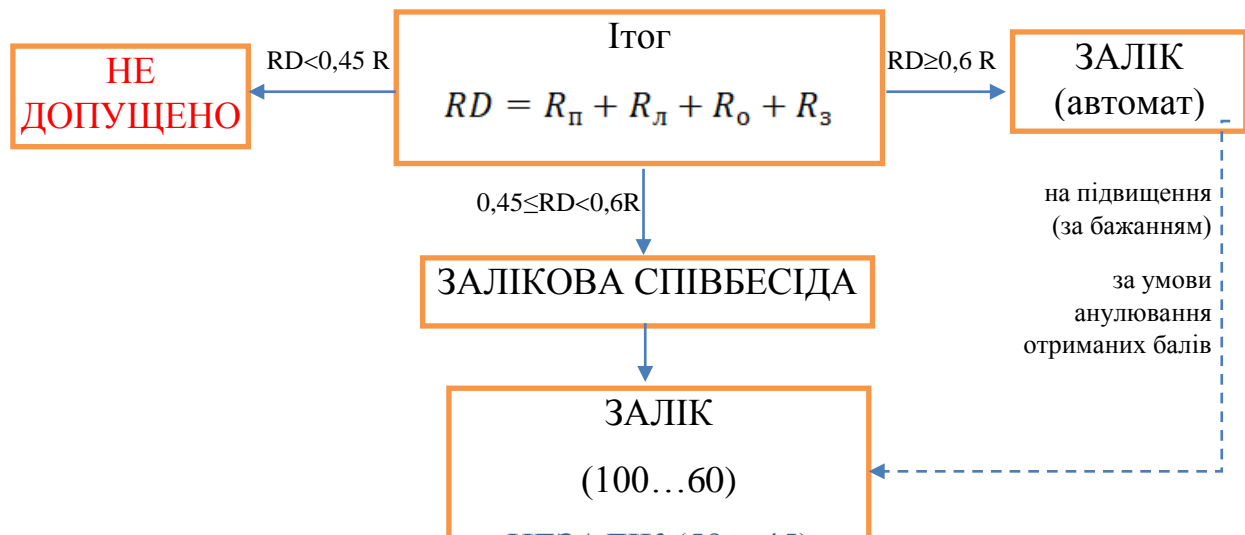 Ітог
RD = Rп + Rл + Rо + Rз
RD<0,45 R
НЕ
ДОПУЩЕНО
RD≥0,6 R
ЗАЛІК
(автомат)
0,45≤RD<0,6R
на підвищення
(за бажанням)
за умови
анулювання
отриманих балів
ЗАЛІКОВА СПІВБЕСІДА
ЗАЛІК
(100…60)